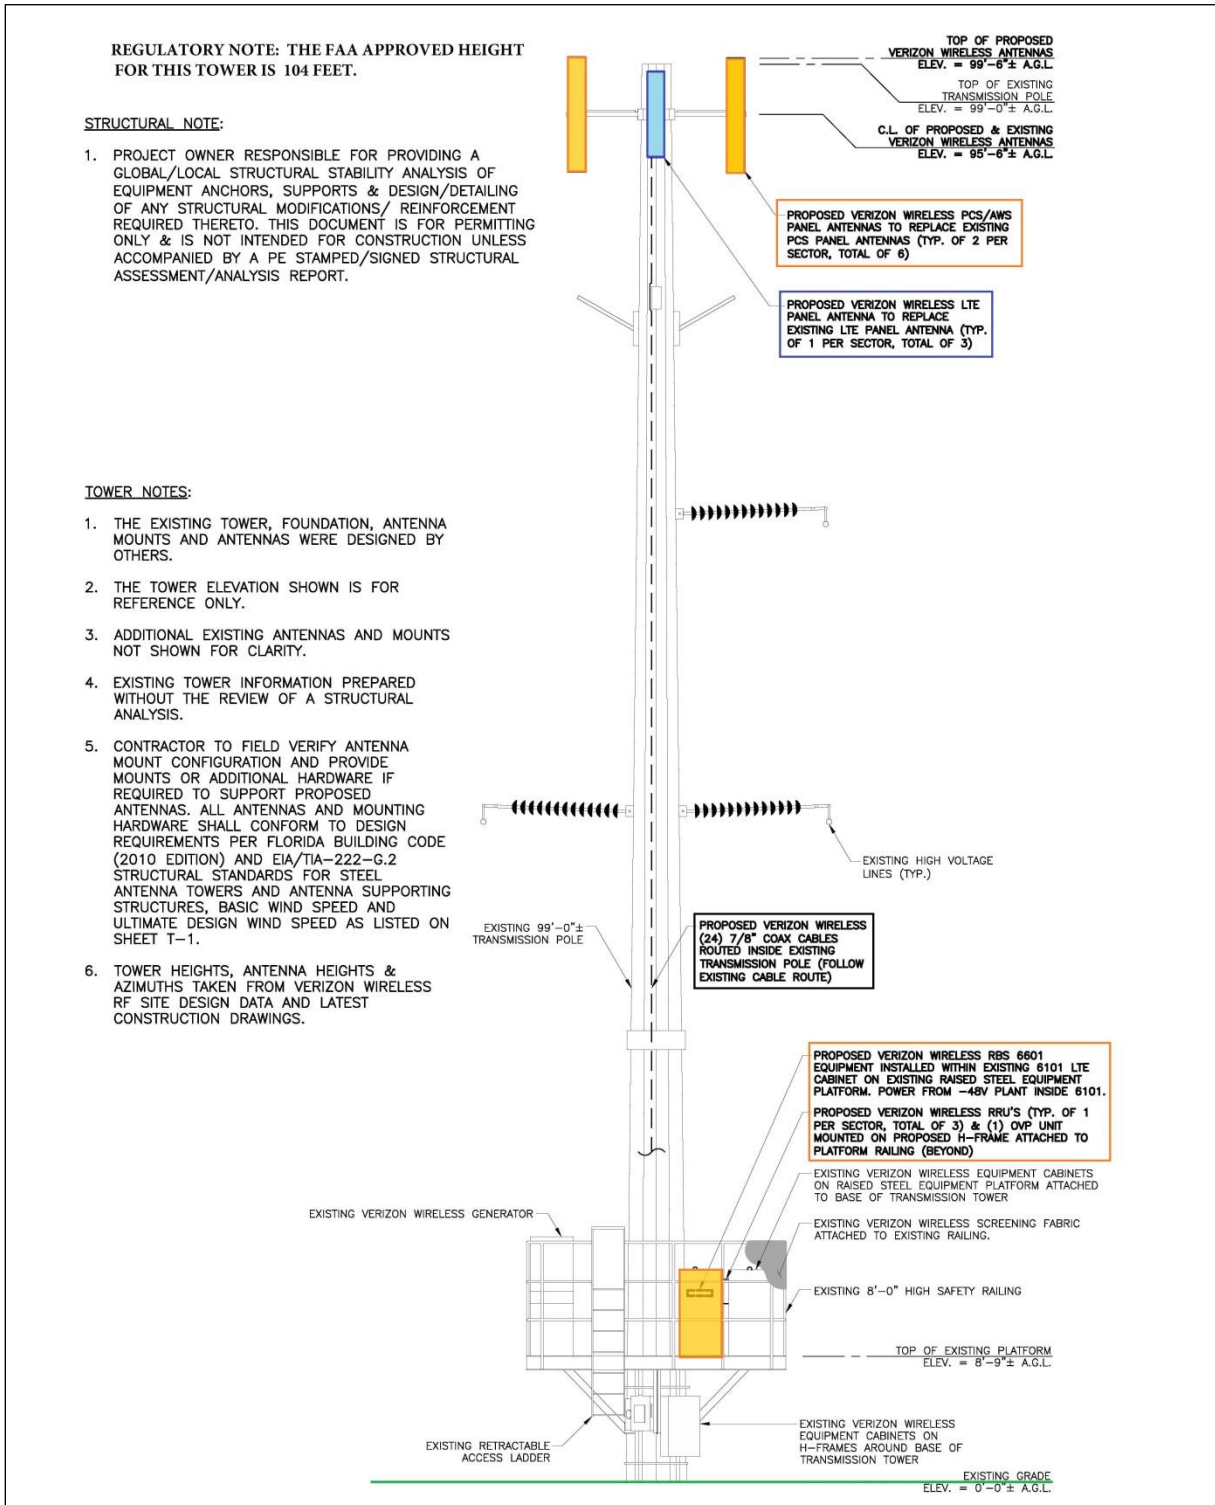 REGULATORY NOTE: THE FAA APPROVED HEIGHT
FOR THIS TOWER IS 104 FEET.
STRUCTURAL NOTE:
1. PROJECT OWNER RESPONSIBLE FOR PROVIDING A
GLOBAL/LOCAL STRUCTURAL STABILITY ANALYSIS OF
EQUIPMENT ANCHORS, SUPPORTS & DESIGN/DETAILING
OF ANY STRUCTURAL MODIFICATIONS/ REINFORCEMENT
REQUIRED THERETO. THIS DOCUMENT IS FOR PERMITTING
ONLY & IS NOT INTENDED FOR CONSTRUCTION UNLESS
ACCOMPANIED BY A PE STAMPED/SIGNED STRUCTURAL
ASSESSMENT/ANALYSIS REPORT.
TOWER NOTES:
1. THE EXISTING TOWER, FOUNDATION, ANTENNA
MOUNTS AND ANTENNAS WERE DESIGNED BY
OTHERS.
2. THE TOWER ELEVATION SHOWN IS FOR
REFERENCE ONLY.
3. ADDITIONAL EXISTING ANTENNAS AND MOUNTS
NOT SHOWN FOR CLARITY.
4. EXISTING TOWER INFORMATION PREPARED
WITHOUT THE REVIEW OF A STRUCTURAL
ANALYSIS.
5. CONTRACTOR TO FIELD VERIFY ANTENNA
MOUNT CONFIGURATION AND PROVIDE
MOUNTS OR ADDITIONAL HARDWARE IF
REQUIRED TO SUPPORT PROPOSED
ANTENNAS. ALL ANTENNAS AND MOUNTING
HARDWARE SHALL CONFORM TO DESIGN
REQUIREMENTS PER FLORIDA BUILDING CODE
(2010 EDITION) AND EIA/TIA-222-G.2
STRUCTURAL STANDARDS FOR STEEL
ANTENNA TOWERS AND ANTENNA SUPPORTING
STRUCTURES, BASIC WIND SPEED AND
ULTIMATE DESIGN WIND SPEED AS LISTED ON
SHEET T-1.
6. TOWER HEIGHTS, ANTENNA HEIGHTS &
AZIMUTHS TAKEN FROM VERIZON WIRELESS
RF SITE DESIGN DATA AND LATEST
CONSTRUCTION DRAWINGS.
TOP OF PROPOSED
VERIZON WIRELESS ANTENNAS
ELEV. = 99'-6"± A.G.L.
TOP OF EXISTING
TRANSMISSION POLE
ELEV. = 99'-0"± A.G.L.
C.L. OF PROPOSED & EXISTING
VERIZON WIRELESS ANTENNAS
ELEV. = 95'-6"± A.G.L.
PROPOSED VERIZON WIRELESS PCS/AWS
PANEL ANTENNAS TO REPLACE EXISTING
PCS PANEL ANTENNAS (TYP. OF 2 PER
SECTOR, TOTAL OF 6)
PROPOSED VERIZON WIRELESS LTE
PANEL ANTENNA TO REPLACE
EXISTING LTE PANEL ANTENNA (TYP.
OF 1 PER SECTOR, TOTAL OF 3)
EXISTING HIGH VOLTAGE
LINES (TYP.)
EXISTING 99'-0"±
TRANSMISSION POLE
PROPOSED VERIZON WIRELESS
(24) 7/8" COAX CABLES
ROUTED INSIDE EXISTING
TRANSMISSION POLE (FOLLOW
EXISTING CABLE ROUTE)
PROPOSED VERIZON WIRELESS RBS 6601
EQUIPMENT INSTALLED WITHIN EXISTING 6101 LTE
CABINET ON EXISTING RAISED STEEL EQUIPMENT
PLATFORM. POWER FROM -48V PLANT INSIDE 6101.
PROPOSED VERIZON WIRELESS RRU'S (TYP. OF 1
PER SECTOR, TOTAL OF 3) & (1) OVP UNIT
MOUNTED ON PROPOSED H-FRAME ATTACHED TO
PLATFORM RAILING (BEYOND)
EXISTING VERIZON WIRELESS EQUIPMENT CABINETS
ON RAISED STEEL EQUIPMENT PLATFORM ATTACHED
TO BASE OF TRANSMISSION TOWER
EXISTING VERIZON WIRELESS GENERATOR
EXISTING VERIZON WIRELESS SCREENING FABRIC
ATTACHED TO EXISTING RAILING.
EXISTING 8'-0" HIGH SAFETY RAILING
TOP OF EXISTING PLATFORM
ELEV. = 8'-9"± A.G.L.
EXISTING VERIZON WIRELESS
EQUIPMENT CABINETS ON
H-FRAMES AROUND BASE OF
TRANSMISSION TOWER
EXISTING RETRACTABLE
ACCESS LADDER
EXISTING GRADE
ELEV. = 0'-0"± A.G.L.